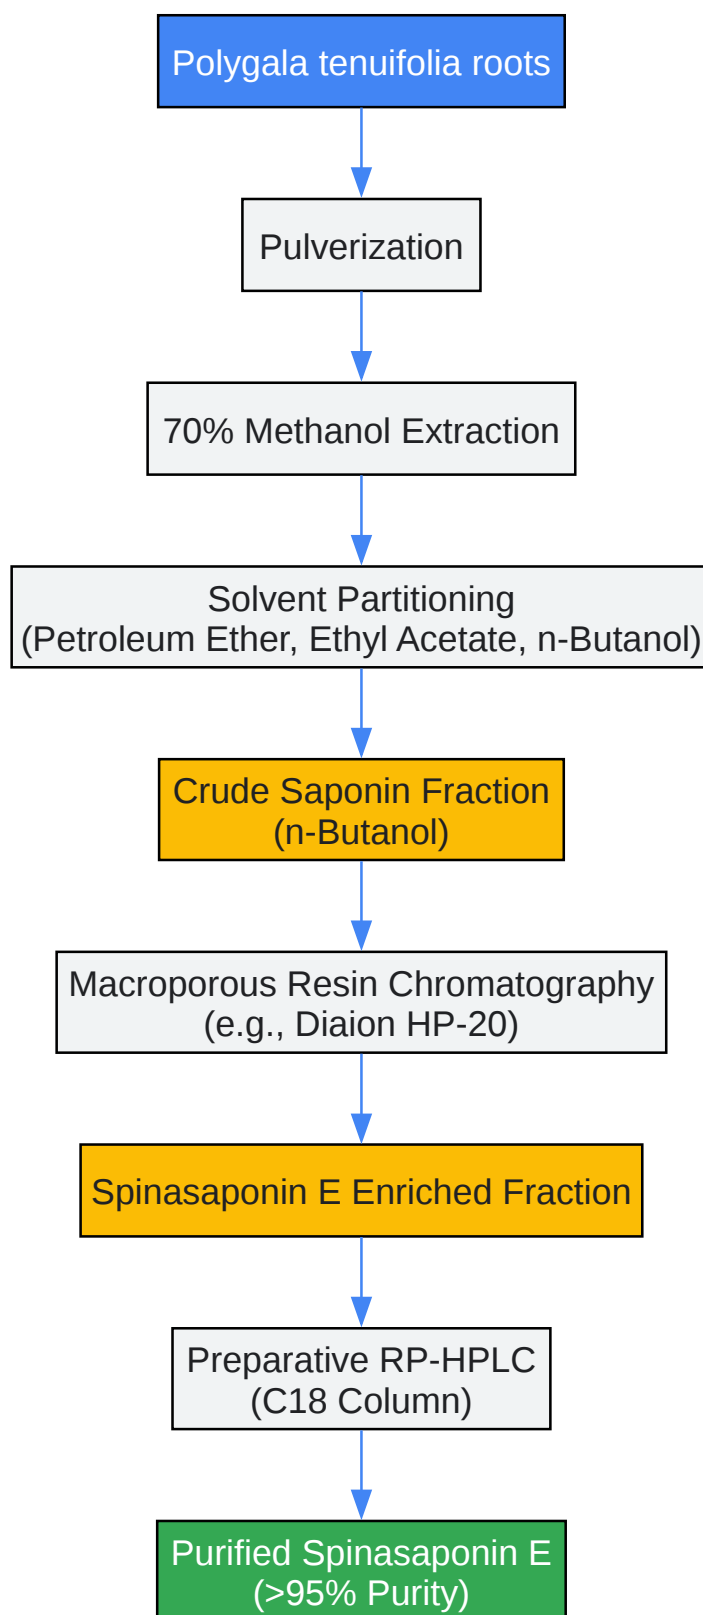 Polygala tenuifolia roots
Pulverization
70% Methanol Extraction
Solvent Partitioning
(Petroleum Ether, Ethyl Acetate, n-Butanol)
Crude Saponin Fraction
(n-Butanol)
Macroporous Resin Chromatography
(e.g., Diaion HP-20)
Spinasaponin E Enriched Fraction
Preparative RP-HPLC
(C18 Column)
Purified Spinasaponin E
(>95% Purity)